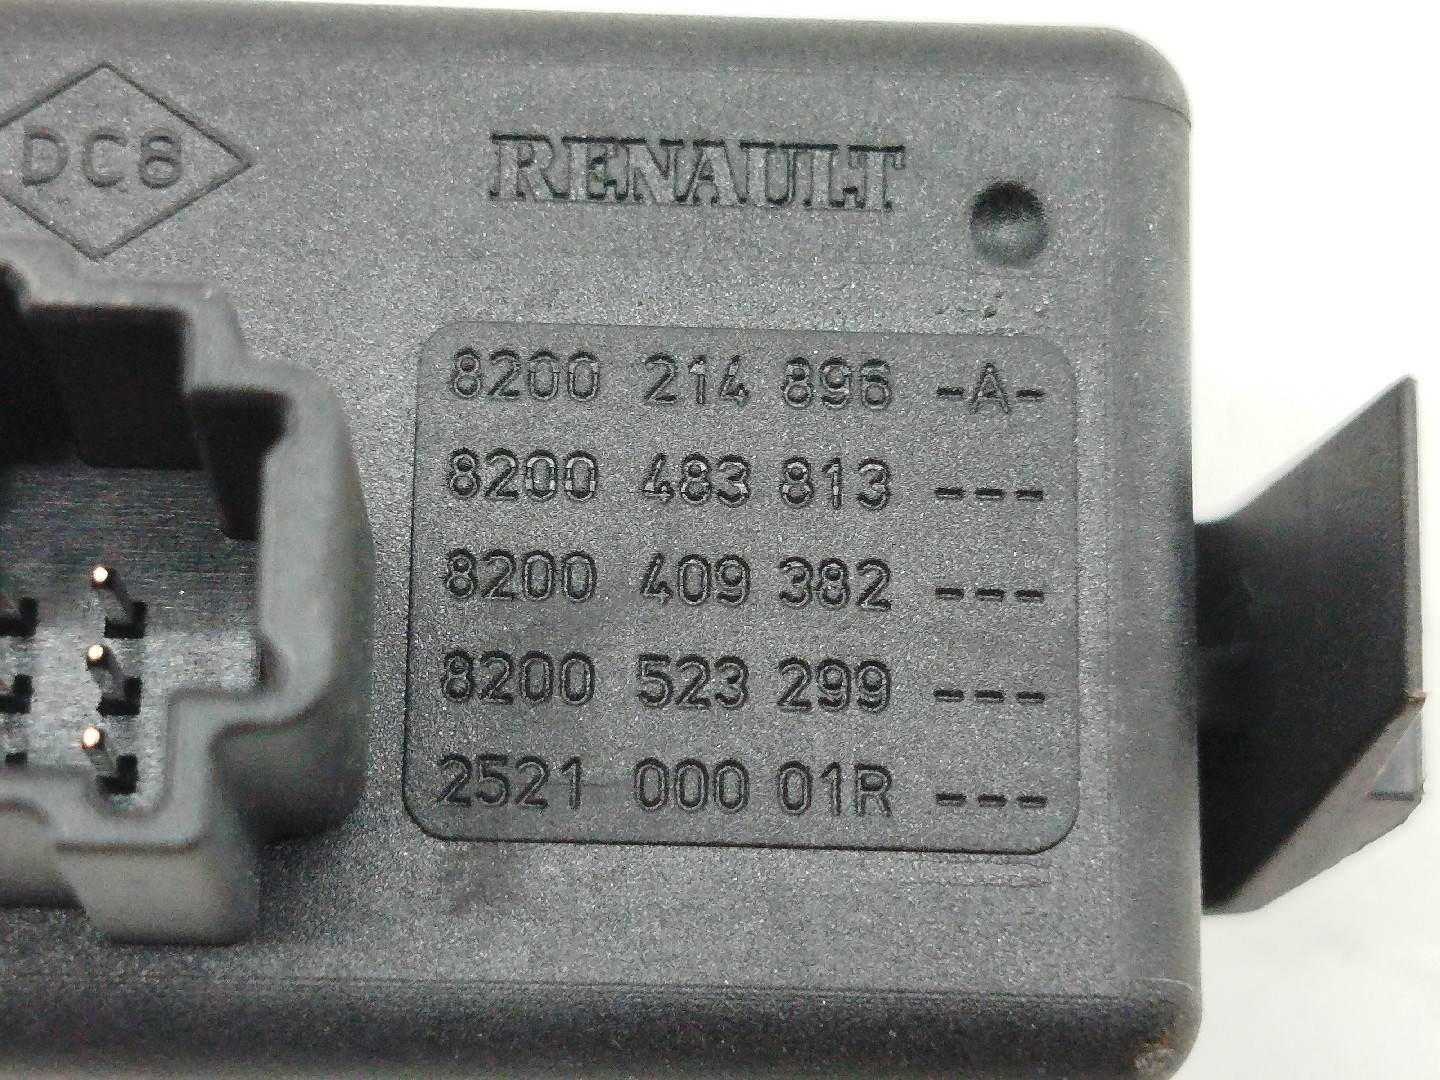 DC8
RENAULT
8200 214 896 -A-
8200 483 813 ---
8200 409 382 ---
8200 523 299 ---
2521 000 01R ---